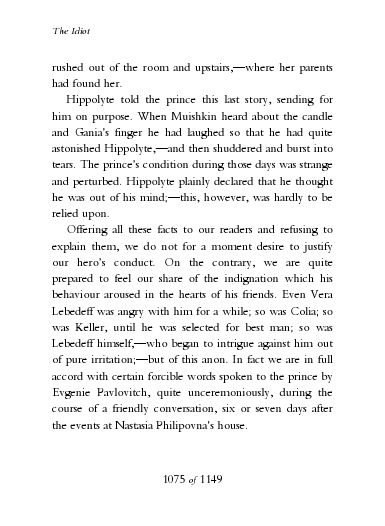 The Idiot
rushed out of the room and upstairs,—where her parents
had found her.
Hippolyte told the prince this last story, sending for
him on purpose. When Muishkin heard about the candle
and Gania's finger he had laughed so that he had quite
astonished Hippolyte,—and then shuddered and burst into
tears. The prince's condition during those days was strange
and perturbed. Hippolyte plainly declared that he thought
he was out of his mind;—this, however, was hardly to be
relied upon.
Offering all these facts to our readers and refusing to
explain them, we do not for a moment desire to justify
our hero's conduct. On the contrary, we are quite
prepared to feel our share of the indignation which his
behaviour aroused in the hearts of his friends. Even Vera
Lebedeff was angry with him for a while; so was Colia; so
was Keller, until he was selected for best man; so was
Lebedeff himself,—who began to intrigue against him out
of pure irritation;—but of this anon. In fact we are in full
accord with certain forcible words spoken to the prince by
Evgenie Pavlovitch, quite unceremoniously, during the
course of a friendly conversation, six or seven days after
the events at Nastasia Philipovna's house.
1075 of 1149